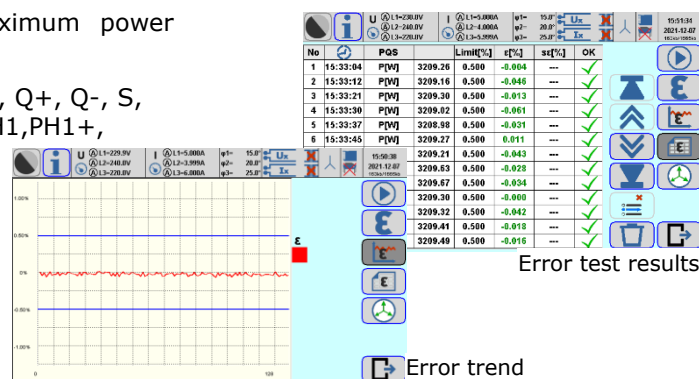 ximum power
, Q+, Q-, S,
H1,PH1+,
U L1=238.0V I L1=5.000A φ1= 15.0° Ux 15:51:34
L2=240.0V L2=4.000A φ2= 20.0° 2021-12-07
L3=220.0V L3=5.999A φ3= 25.0° Ix
No PQS Limit[%] ε[%] sε[%] OK
1 15:33:04 P[W] 3209.26 0.500 -0.004 ---
2 15:33:12 P[W] 3209.16 0.500 -0.046 ---
3 15:33:21 P[W] 3209.30 0.500 -0.013 ---
4 15:33:30 P[W] 3209.02 0.500 -0.061 ---
5 15:33:37 P[W] 3208.98 0.500 -0.031 ---
6 15:33:45 P[W] 3209.27 0.500 0.011 ---
3209.21 0.500 -0.043 ---
3209.63 0.500 -0.028 ---
3209.67 0.500 -0.034 ---
3209.30 0.500 -0.000 ---
3209.32 0.500 -0.042 ---
3209.41 0.500 -0.018 ---
3209.49 0.500 -0.016 ---
ε
ε
ε
Error test results
U L1=229.9V I L1=5.000A φ1= 15.0° Ux 15:50:38
L2=240.0V L2=3.999A φ2= 20.0° 2021-12-07
L3=220.0V L3=6.000A φ3= 25.0° Ix
1.00%
0.50%
0%
-0.50%
-1.00%
0 120
ε
ε
ε
ε
Error trend